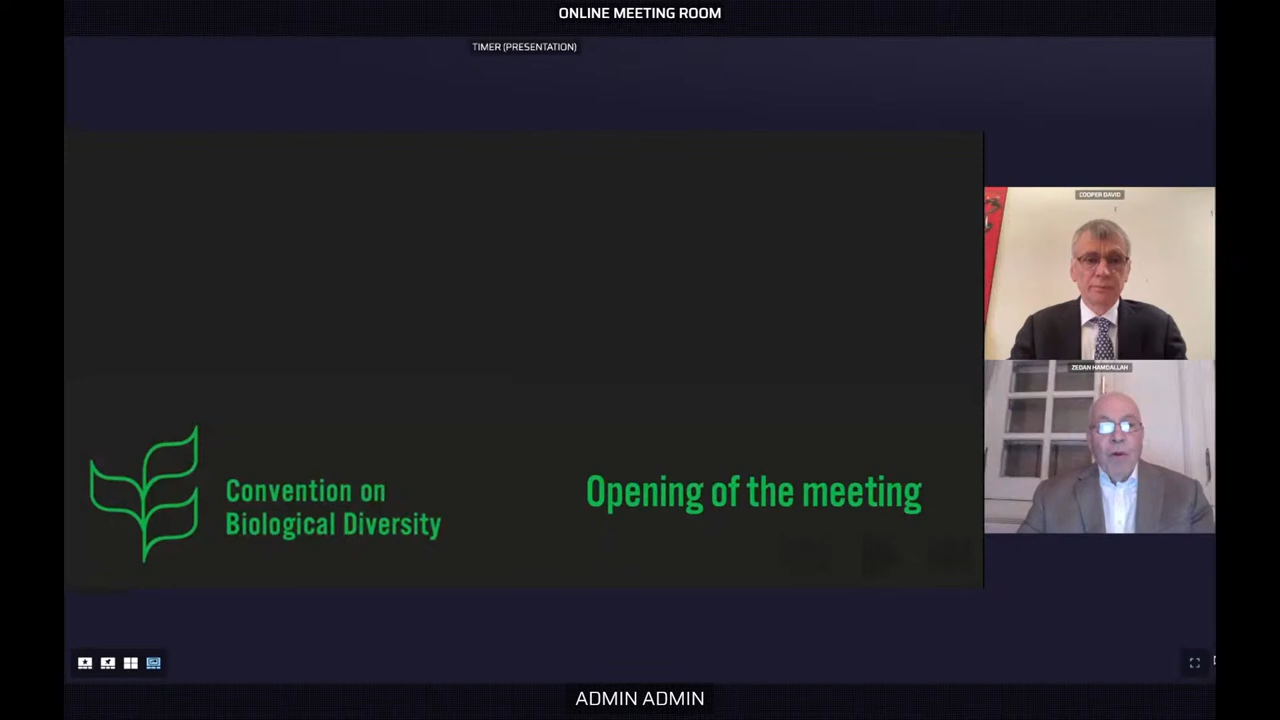 ONLINE MEETING ROOM
TIMER (PRESENTATION)
COOPER DAVID
ZEDAN HAMDALLAH
Convention on
Biological Diversity
Opening of the meeting
ADMIN ADMIN